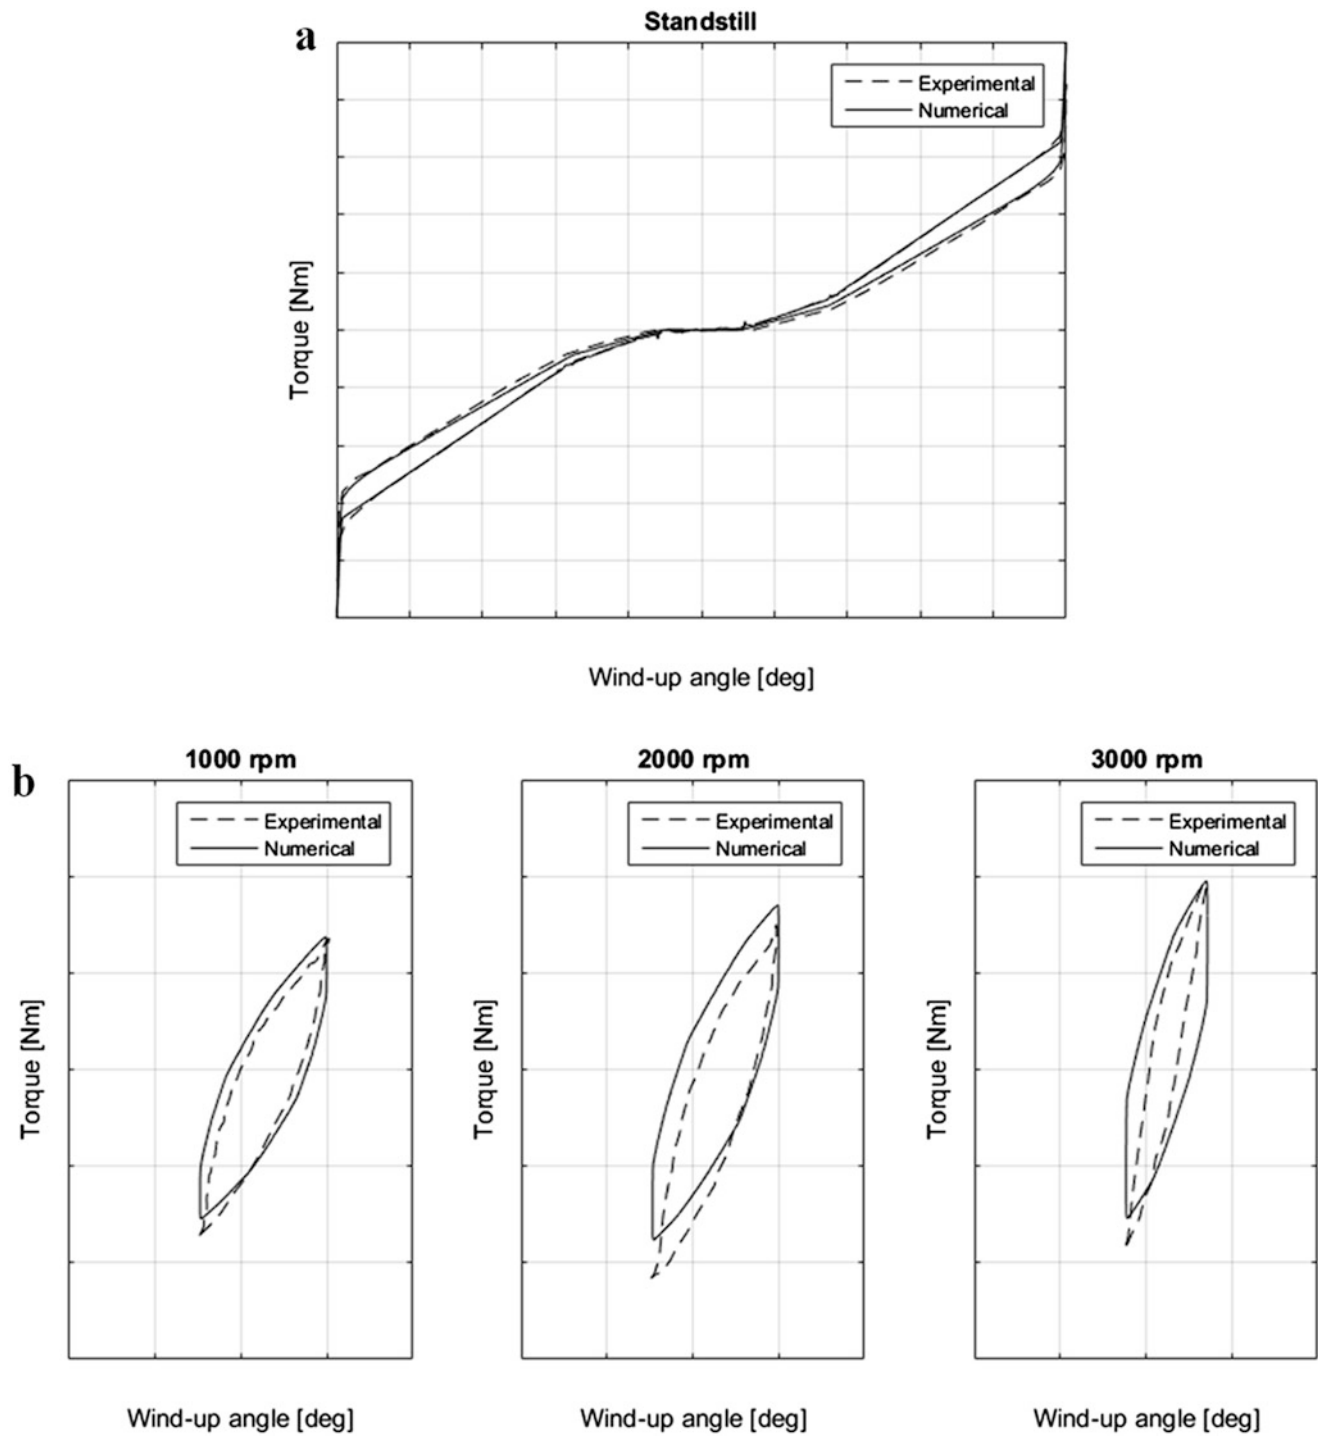 a
Standstill
Experimental
Numerical
Torque [Nm]
Wind-up angle [deg]
b
1000 rpm
2000 rpm
3000 rpm
Experimental
Numerical
Experimental
Numerical
Experimental
Numerical
Torque [Nm]
Torque [Nm]
Torque [Nm]
Wind-up angle [deg]
Wind-up angle [deg]
Wind-up angle [deg]